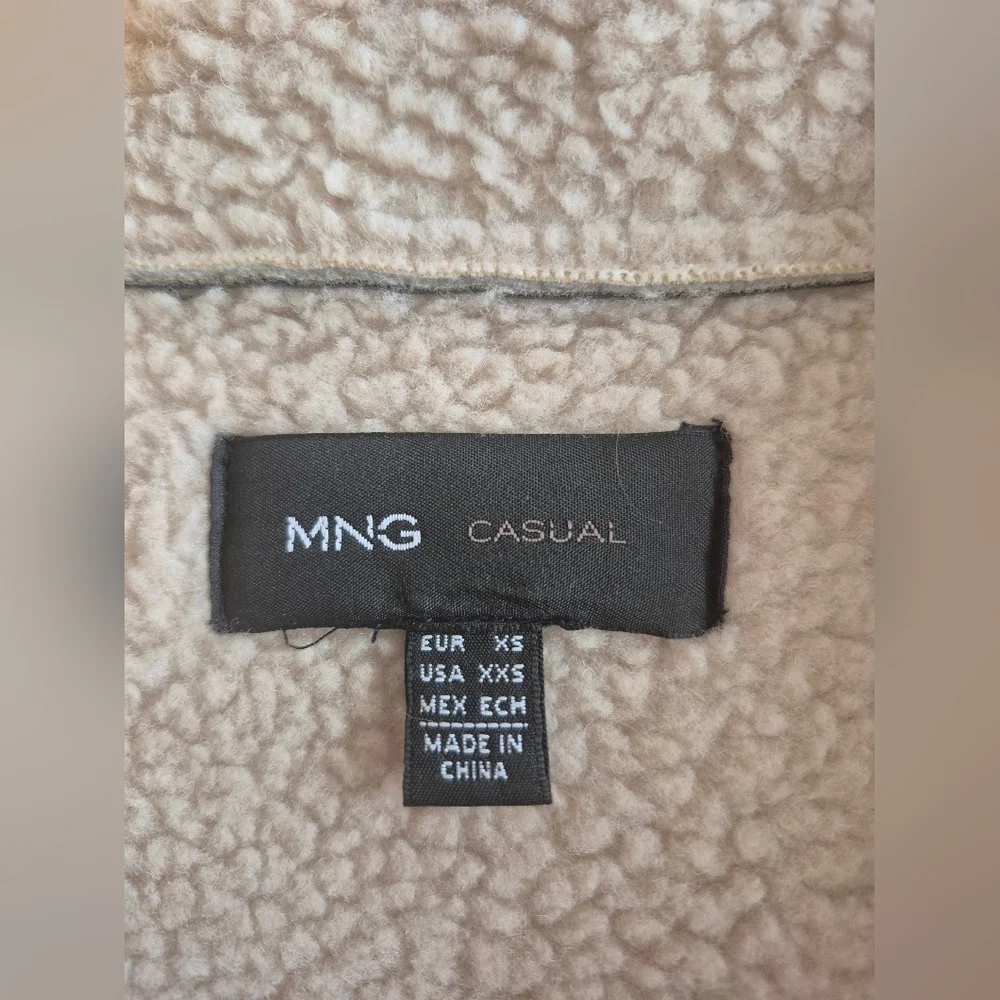 MNG CASUAL
EUR XS
USA XXS
MEX ECH
MADE IN
CHINA